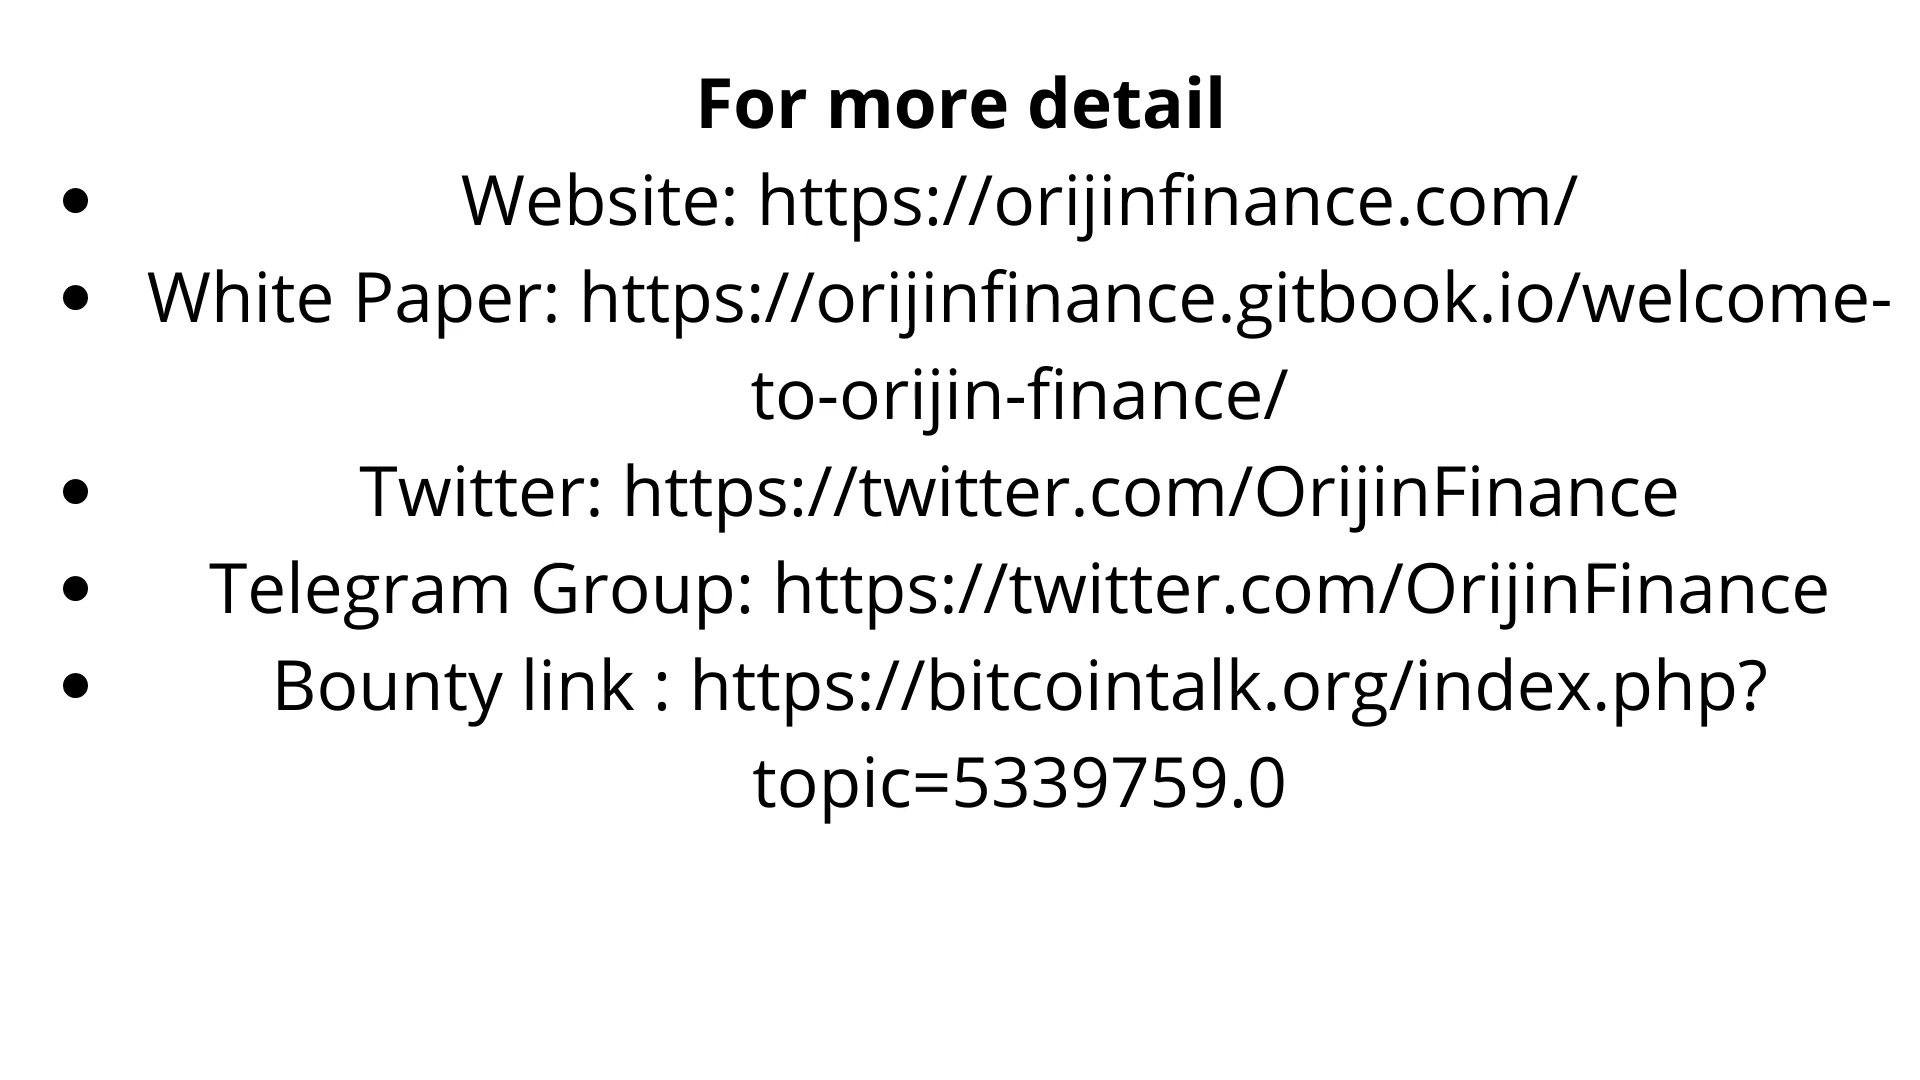 For more detail
• Website: https://orijinfinance.com/
• White Paper: https://orijinfinance.gitbook.io/welcome-
to-orijin-finance/
• Twitter: https://twitter.com/OrijinFinance
• Telegram Group: https://twitter.com/OrijinFinance
• Bounty link : https://bitcointalk.org/index.php?
topic=5339759.0